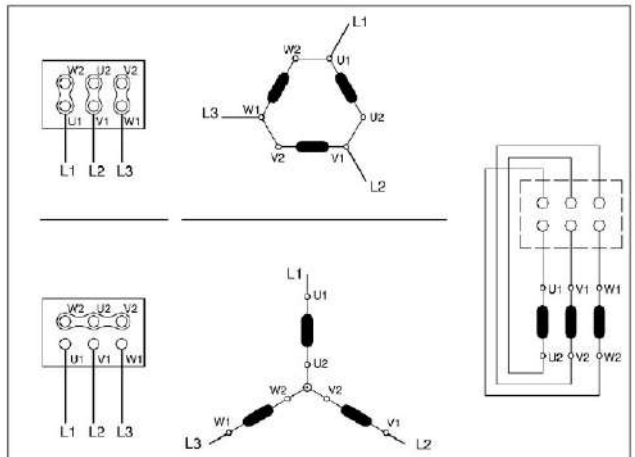 W2 U2 V2
U1 V1 W1
L1 L2 L3
L1
W2 U1
L3 W1 U2
V2 V1
L2
W2 U2 V2
U1 V1 W1
L1 L2 L3
L1
U1
U2
W2 V2
W1 V1
L3 L2
U1 V1 W1
U2 V2 W2